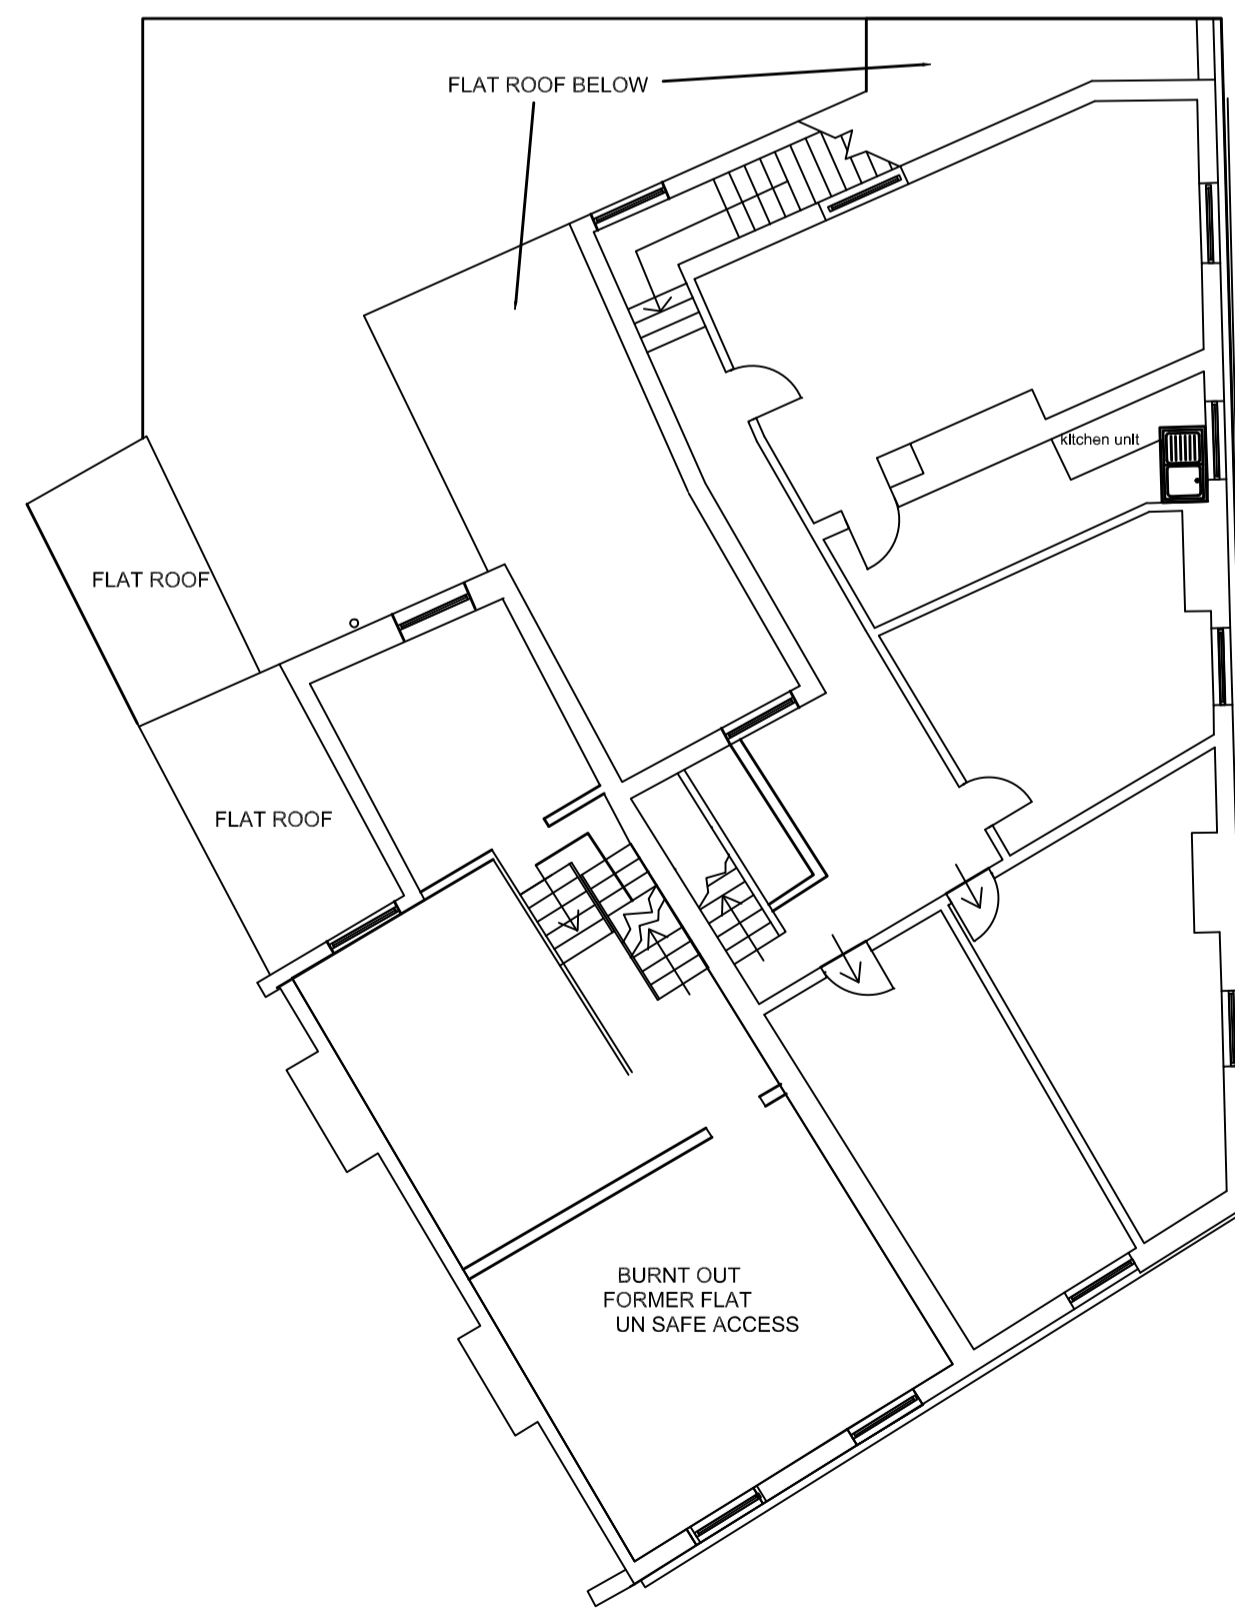 FLAT ROOF BELOW
kitchen unit
FLAT ROOF
FLAT ROOF
BURNT OUT
FORMER FLAT
UN SAFE ACCESS